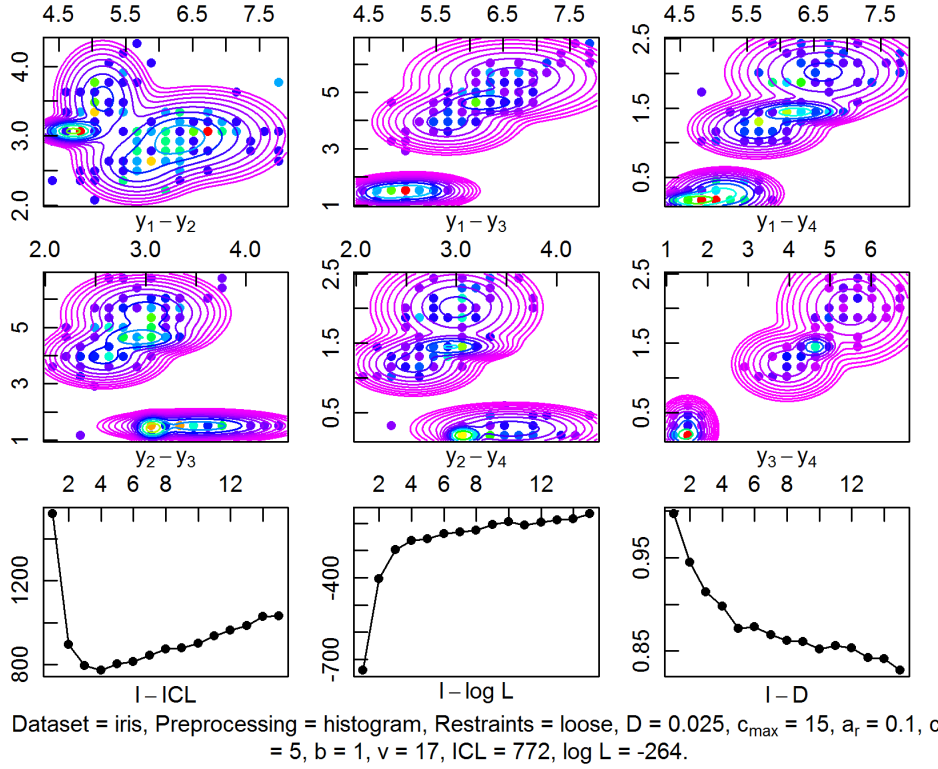 4.5 5.5 6.5 7.5 4.5 5.5 6.5 7.5 4.5 5.5 6.5 7.5
2.0 3.0 4.0 1 3 5 0.5 1.5 2.5
y₁ – y₂ y₁ – y₃ y₁ – y₄
2.0 3.0 4.0 2.0 3.0 4.0 1 2 3 4 5 6
1 3 5 0.5 1.5 2.5 0.5 1.5 2.5
y₂ – y₃ y₂ – y₄ y₃ – y₄
2 4 6 8 12 2 4 6 8 12 2 4 6 8 12
800 1200 -700 -400 0.85 0.95
l – ICL l – log L l – D
Dataset = iris, Preprocessing = histogram, Restraints = loose, D = 0.025, cₘₐₓ = 15, aᵣ = 0.1, c
= 5, b = 1, v = 17, ICL = 772, log L = -264.